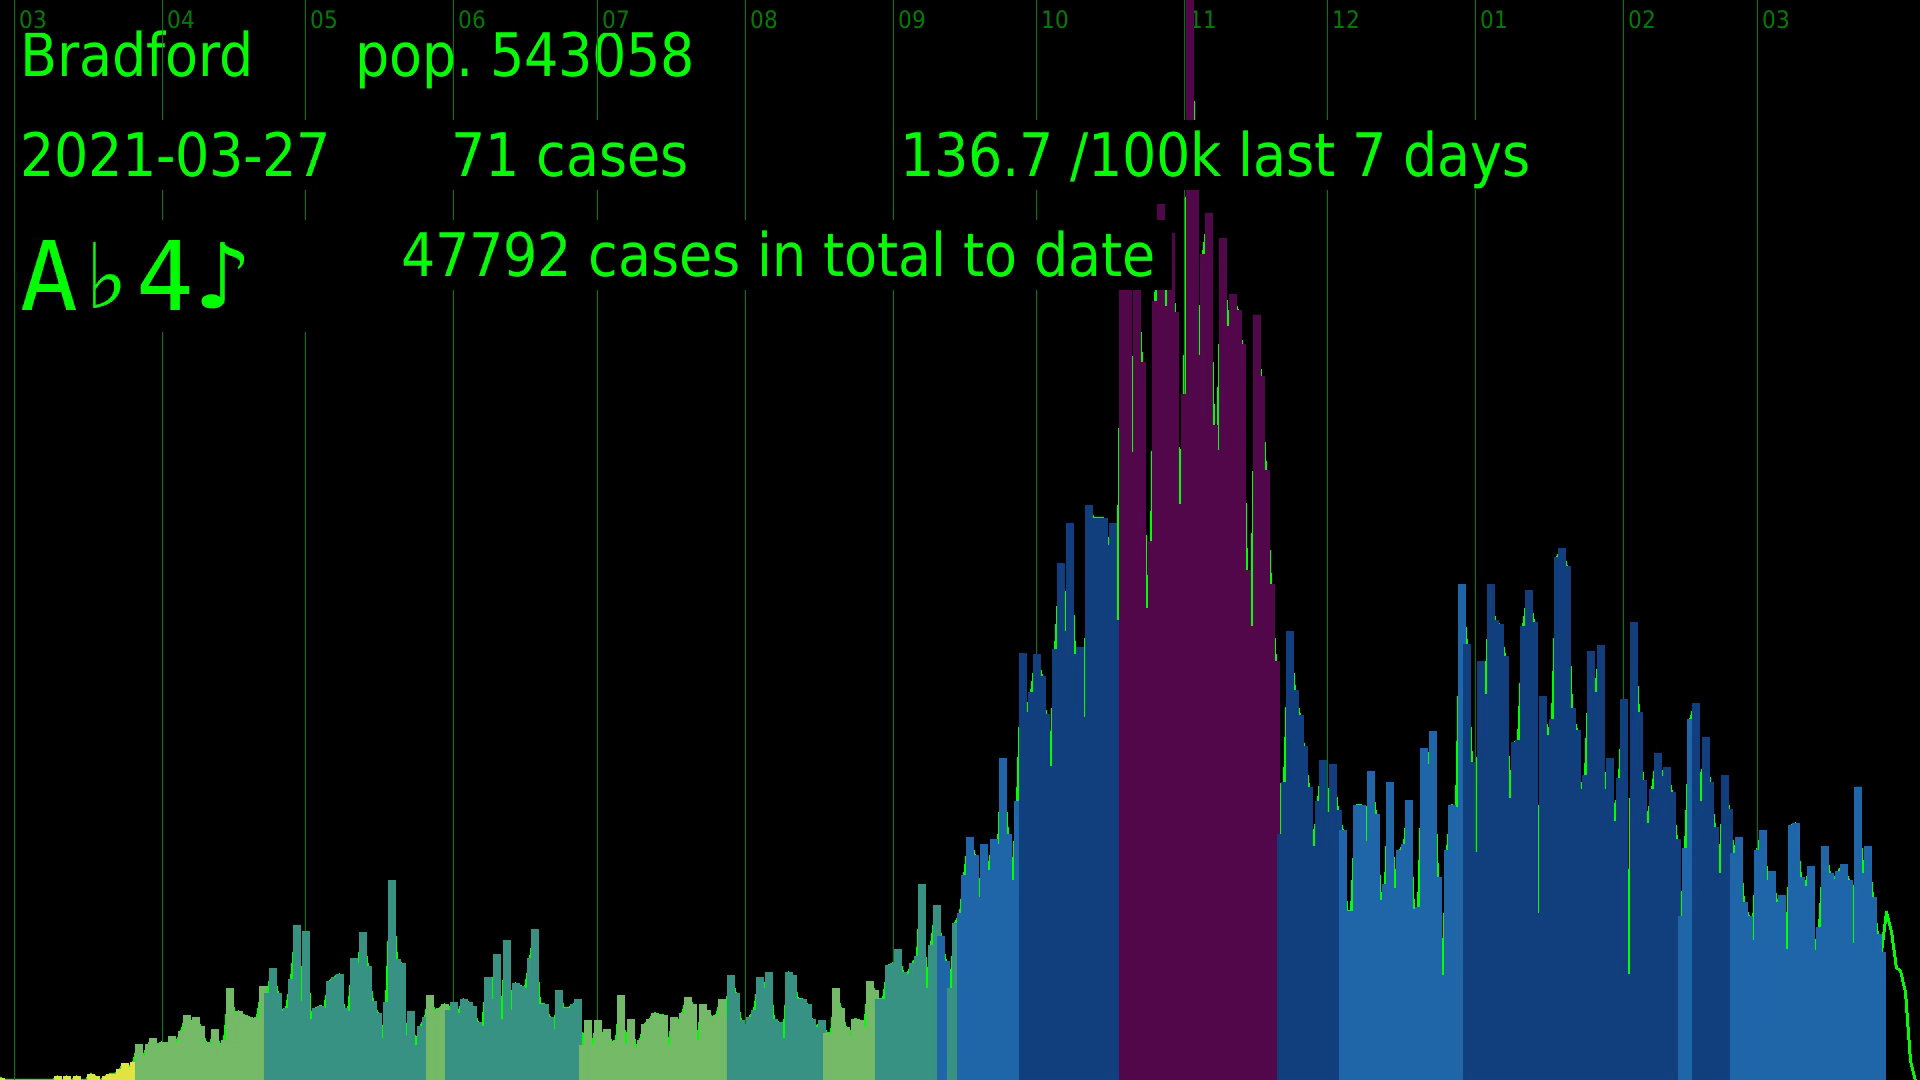 03 04 05 06 07 08 09 10 11 12 01 02 03
Bradford pop. 543058
2021-03-27 71 cases 136.7 /100k last 7 days
A♭4♪ 47792 cases in total to date